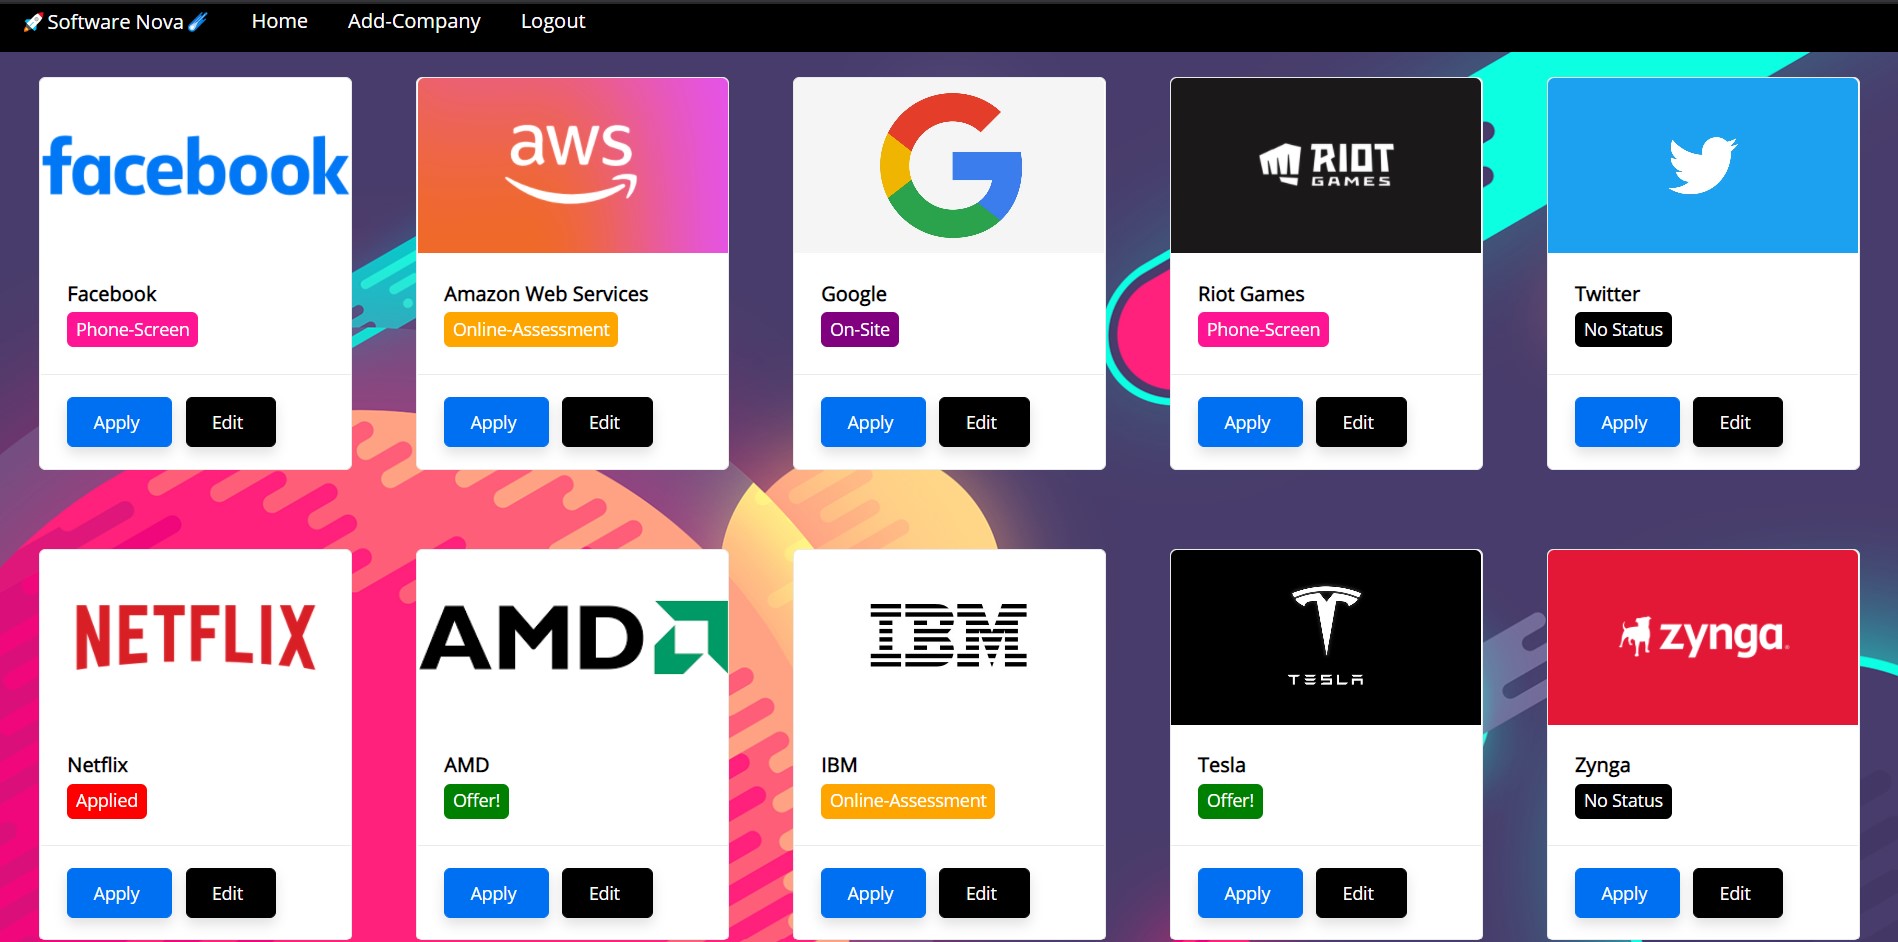 🚀Software Nova☄️ Home Add-Company Logout
facebook
aws
RIOT
GAMES
Facebook
Amazon Web Services
Google
Riot Games
Twitter
Phone-Screen
Online-Assessment
On-Site
Phone-Screen
No Status
Apply Edit
Apply Edit
Apply Edit
Apply Edit
Apply Edit
NETFLIX
AMD
IBM
TESLA
zynga
Netflix
AMD
IBM
Tesla
Zynga
Applied
Offer!
Online-Assessment
Offer!
No Status
Apply Edit
Apply Edit
Apply Edit
Apply Edit
Apply Edit